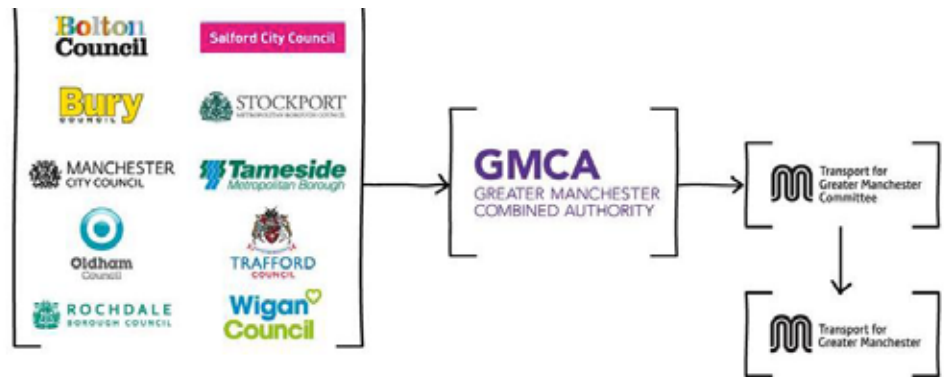 Bolton
Council
Salford City Council
Bury
COUNCIL
STOCKPORT
METROPOLITAN BOROUGH COUNCIL
MANCHESTER
CITY COUNCIL
Tameside
Metropolitan Borough
Oldham
Council
TRAFFORD
COUNCIL
ROCHDALE
BOROUGH COUNCIL
Wigan
Council
GMCA
GREATER MANCHESTER
COMBINED AUTHORITY
Transport for
Greater Manchester
Committee
Transport for
Greater Manchester